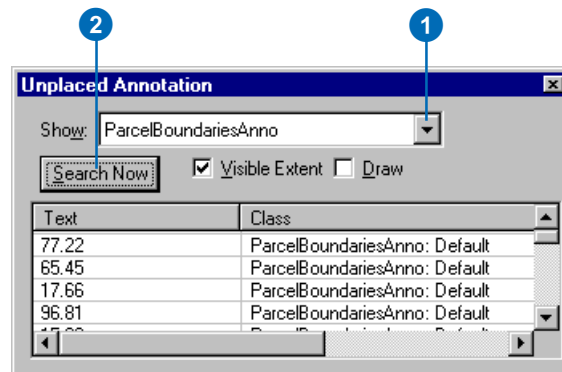 2 1
Unplaced Annotation
Show: ParcelBoundariesAnno
Search Now Visible Extent Draw
Text Class
77.22 ParcelBoundariesAnno: Default
65.45 ParcelBoundariesAnno: Default
17.66 ParcelBoundariesAnno: Default
96.81 ParcelBoundariesAnno: Default